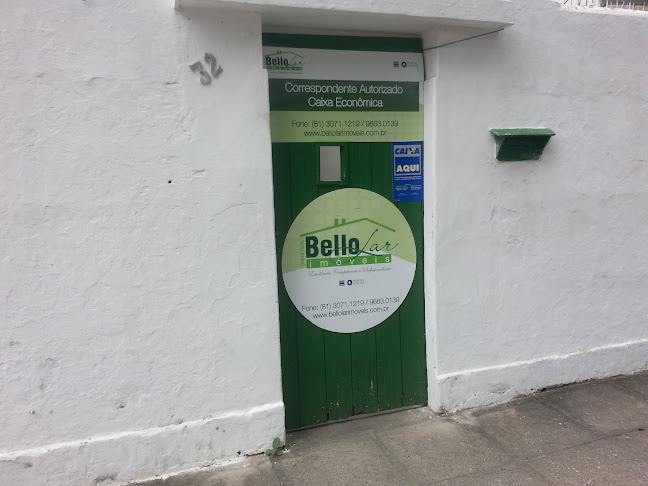 32
Bello Lar
Correspondente Autorizado
Caixa Econômica
Fone: (81) 3071.1219 / 9663.0139
www.bellolarimoveis.com.br
CAIXA
AQUI
Bello Lar
imóveis
Fone: (81) 3071.1219 / 9663.0139
www.bellolarimoveis.com.br